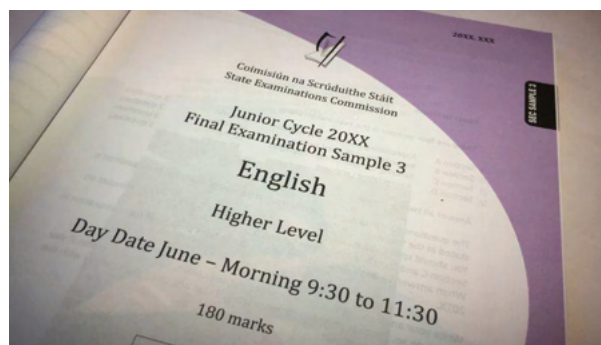 20XX. XXX
SEC SAMPLE 3
Coimisiún na Scrúduithe Stáit
State Examinations Commission
Junior Cycle 20XX
Final Examination Sample 3
English
Higher Level
Day Date June – Morning 9:30 to 11:30
180 marks